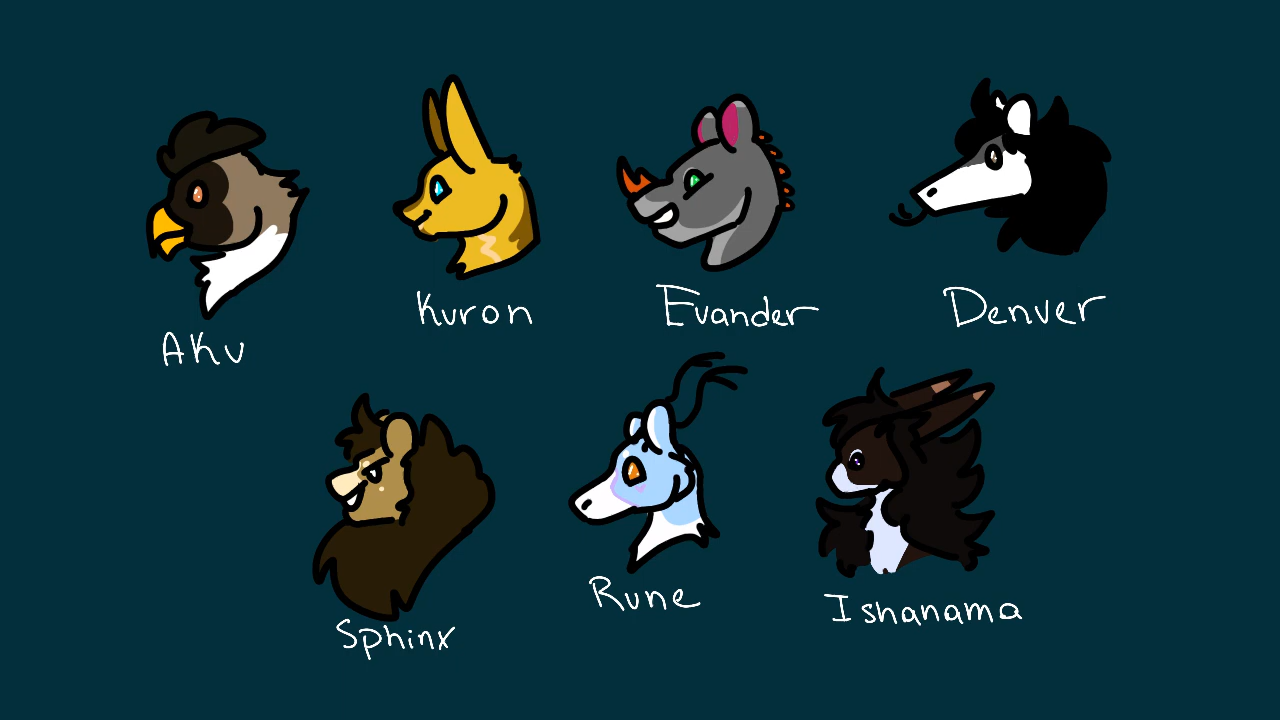 Aku
Kuron
Evander
Denver
Sphinx
Rune
Ishanama